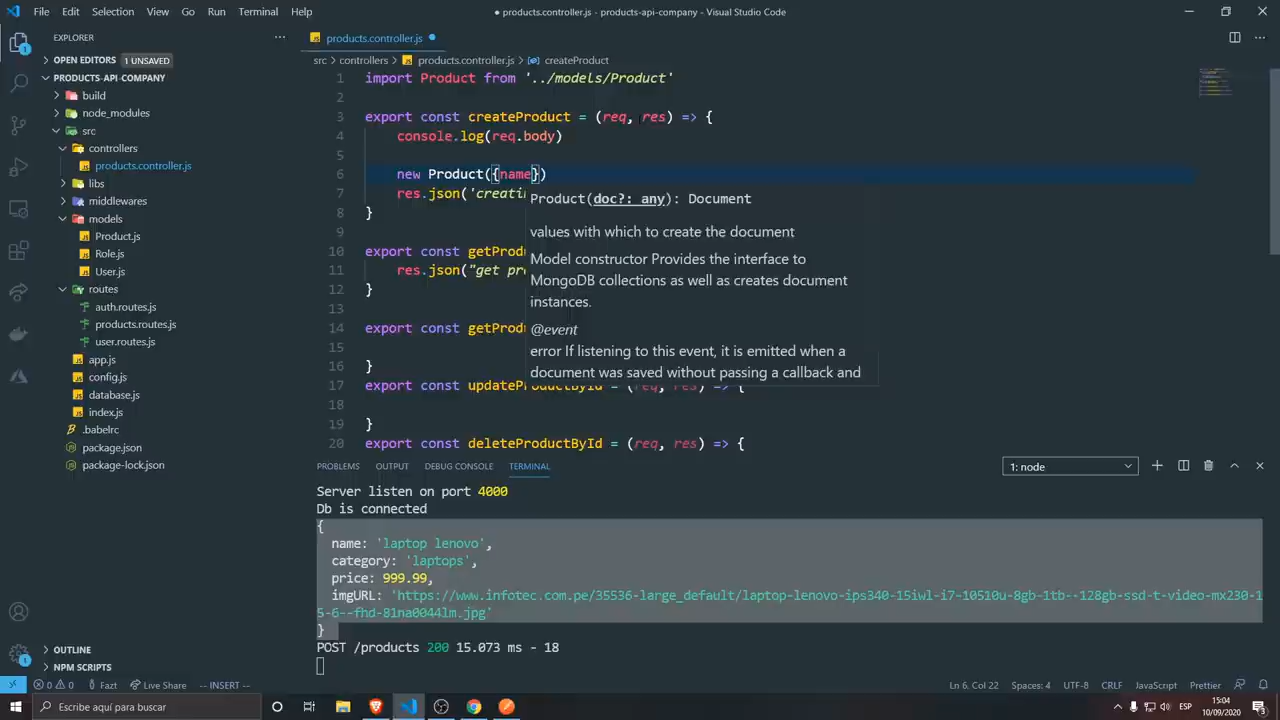 File Edit Selection View Go Run Terminal Help
● products.controller.js - products-api-company - Visual Studio Code
EXPLORER ...
OPEN EDITORS 1 UNSAVED
PRODUCTS-API-COMPANY
build
node_modules
src
controllers
products.controller.js
libs
middlewares
models
Product.js
Role.js
User.js
routes
auth.routes.js
products.routes.js
user.routes.js
app.js
config.js
database.js
index.js
.babelrc
package.json
package-lock.json
OUTLINE
NPM SCRIPTS
1
1
JS products.controller.js ●
src > controllers > JS products.controller.js > createProduct
1 import Product from '../models/Product'
2
3 export const createProduct = (req, res) => {
4 console.log(req.body)
5
6 new Product({name})
7 res.json('creati
8 }
9
10 export const getProd
11 res.json("get pr
12 }
13
14 export const getProd
15
16 }
17 export const updateProductById = (req, res) => {
18
19 }
20 export const deleteProductById = (req, res) => {
Product(doc?: any): Document
values with which to create the document
Model constructor Provides the interface to
MongoDB collections as well as creates document
instances.
@event
error If listening to this event, it is emitted when a
document was saved without passing a callback and
PROBLEMS OUTPUT DEBUG CONSOLE TERMINAL
1: node
Server listen on port 4000
Db is connected
{
name: 'laptop lenovo',
category: 'laptops',
price: 999.99,
imgURL: 'https://www.infotec.com.pe/35536-large_default/laptop-lenovo-ips340-15iwl-i7-10510u-8gb-1tb--128gb-ssd-t-video-mx230-1
5-6--fhd-81na0044lm.jpg'
}
POST /products 200 15.073 ms - 18
0 0 Fazt Live Share -- INSERT --
Ln 6, Col 22 Spaces: 4 UTF-8 CRLF JavaScript Prettier
Escribe aquí para buscar
ESP
15:04
10/09/2020